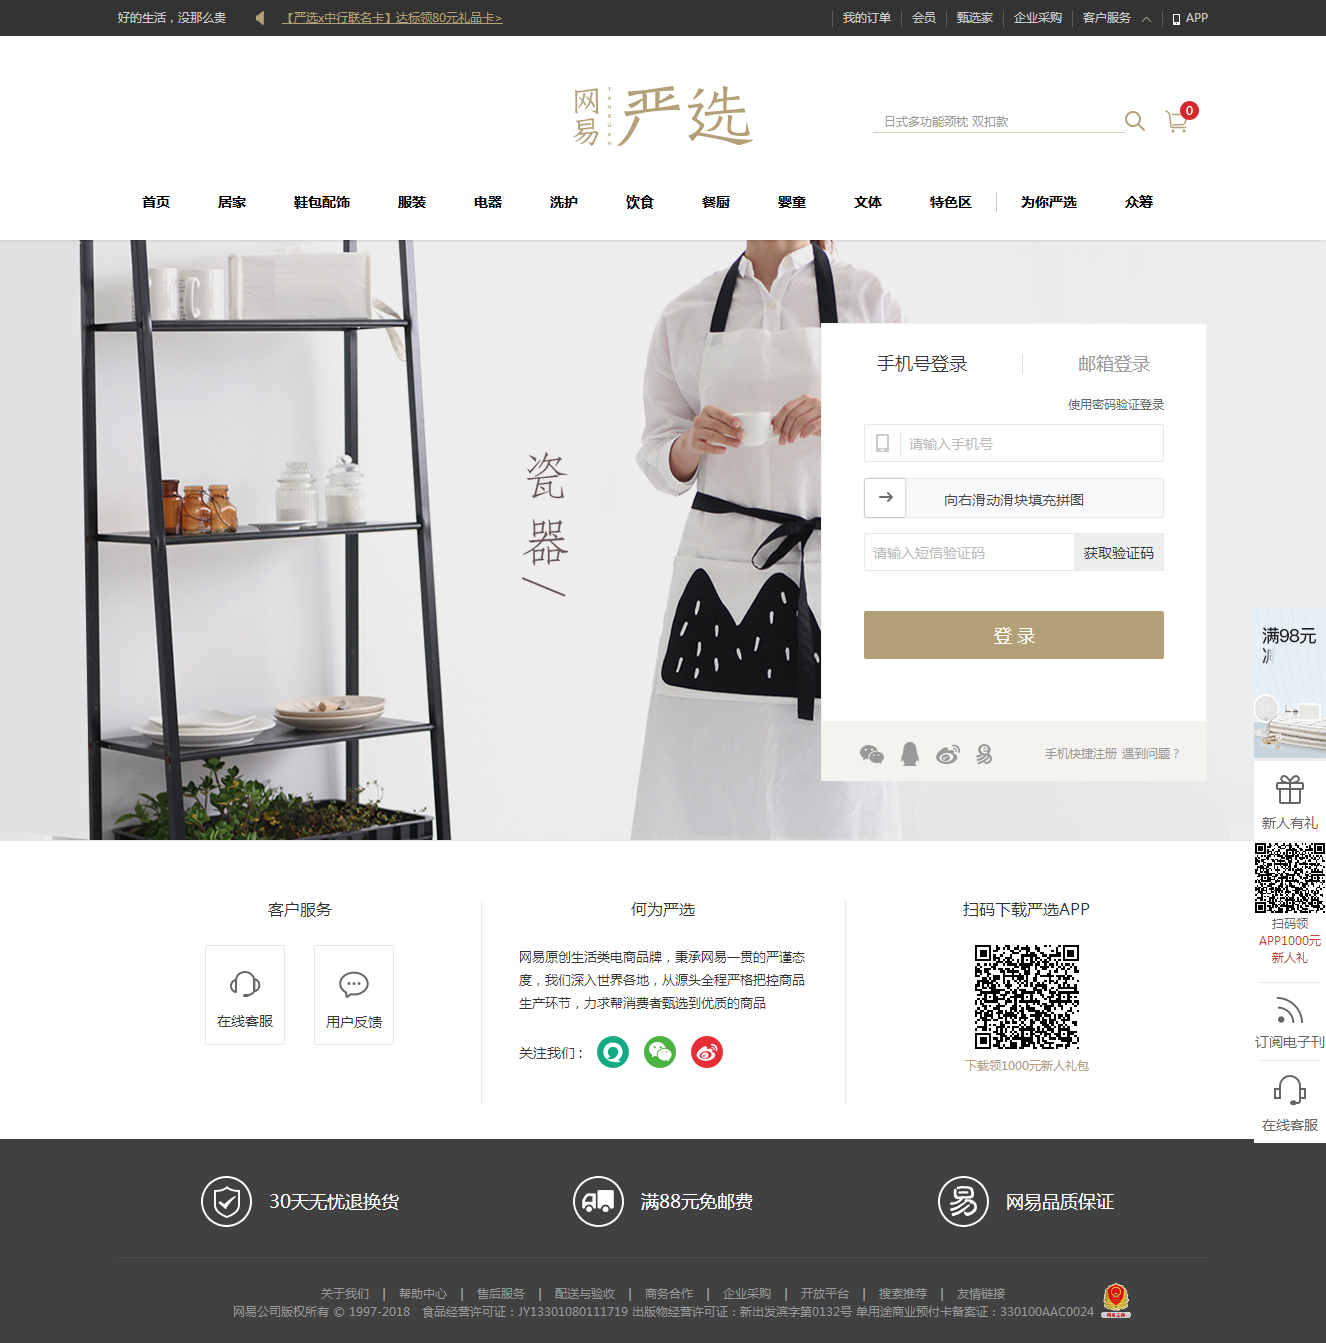 好的生活，没那么贵
【严选x中行联名卡】达标领80元礼品卡>
我的订单 会员 甄选家 企业采购 客户服务 APP
网易 YANXUAN 严选
日式多功能颈枕 双扣款
0
首页 居家 鞋包配饰 服装 电器 洗护 饮食 餐厨 婴童 文体 特色区 为你严选 众筹
手机号登录 邮箱登录
使用密码验证登录
请输入手机号
向右滑动滑块填充拼图
请输入短信验证码 获取验证码
登 录
手机快捷注册 遇到问题？
瓷器/
满98元
新人有礼
扫码领
APP1000元
新人礼
订阅电子刊
在线客服
客户服务
在线客服 用户反馈
何为严选
网易原创生活类电商品牌，秉承网易一贯的严谨态
度，我们深入世界各地，从源头全程严格把控商品
生产环节，力求帮消费者甄选到优质的商品
关注我们：
扫码下载严选APP
下载领1000元新人礼包
30天无忧退换货 满88元免邮费 易 网易品质保证
关于我们 | 帮助中心 | 售后服务 | 配送与验收 | 商务合作 | 企业采购 | 开放平台 | 搜索推荐 | 友情链接
网易公司版权所有 © 1997-2018 食品经营许可证：JY13301080111719 出版物经营许可证：新出发滨字第0132号 单用途商业预付卡备案证：330100AAC0024